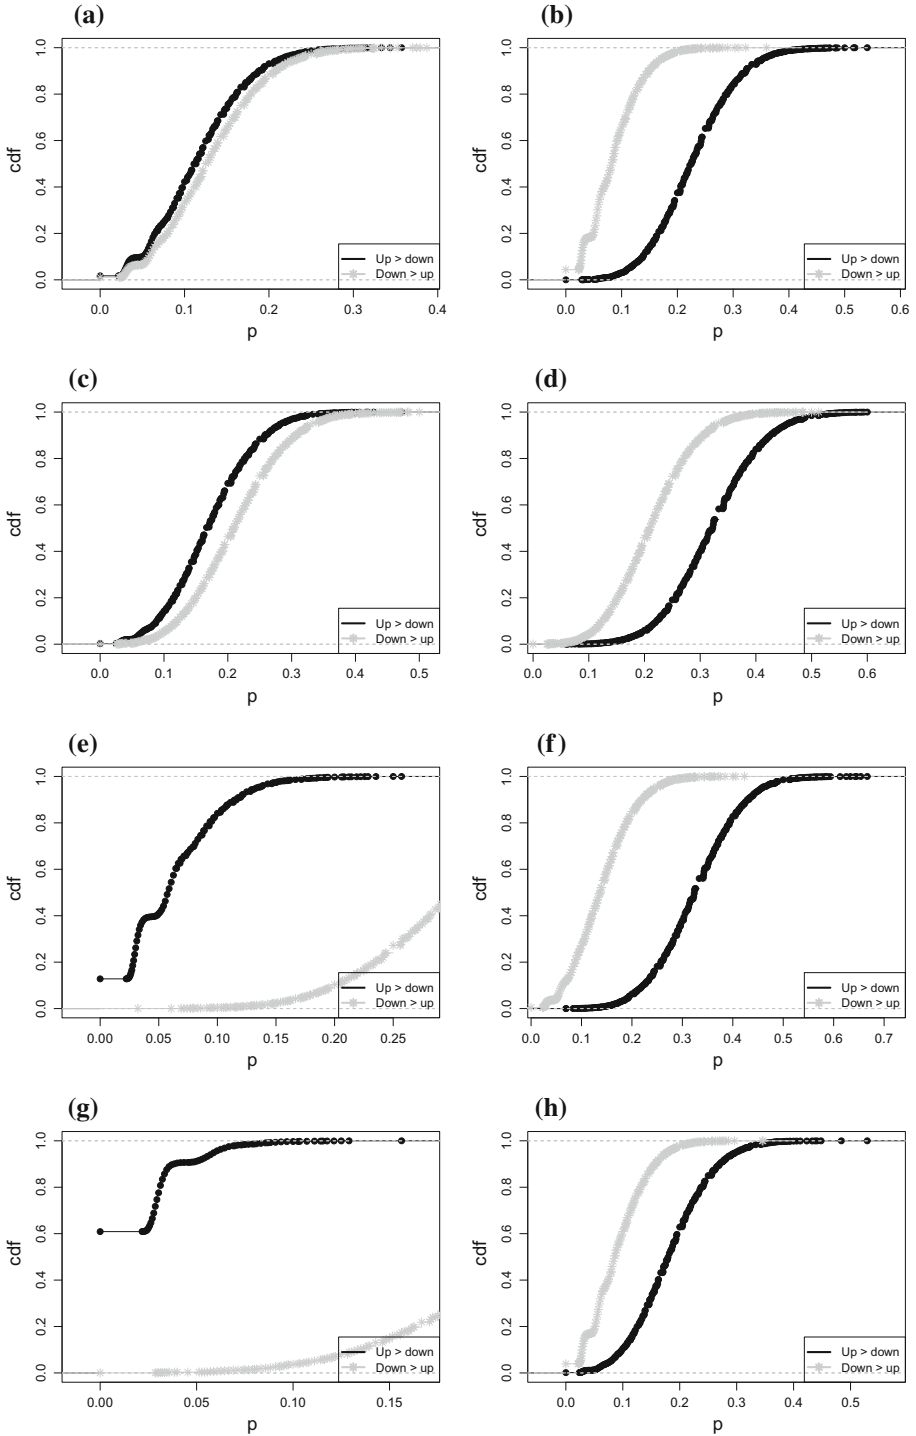 (a)
cdf
0.0 0.2 0.4 0.6 0.8 1.0
Up > down
Down > up
0.0 0.1 0.2 0.3 0.4
p
(b)
cdf
0.0 0.2 0.4 0.6 0.8 1.0
Up > down
Down > up
0.0 0.1 0.2 0.3 0.4 0.5 0.6
p
(c)
cdf
0.0 0.2 0.4 0.6 0.8 1.0
Up > down
Down > up
0.0 0.1 0.2 0.3 0.4 0.5
p
(d)
cdf
0.0 0.2 0.4 0.6 0.8 1.0
Up > down
Down > up
0.0 0.1 0.2 0.3 0.4 0.5 0.6
p
(e)
cdf
0.0 0.2 0.4 0.6 0.8 1.0
Up > down
Down > up
0.00 0.05 0.10 0.15 0.20 0.25
p
(f)
cdf
0.0 0.2 0.4 0.6 0.8 1.0
Up > down
Down > up
0.0 0.1 0.2 0.3 0.4 0.5 0.6 0.7
p
(g)
cdf
0.0 0.2 0.4 0.6 0.8 1.0
Up > down
Down > up
0.00 0.05 0.10 0.15
p
(h)
cdf
0.0 0.2 0.4 0.6 0.8 1.0
Up > down
Down > up
0.0 0.1 0.2 0.3 0.4 0.5
p